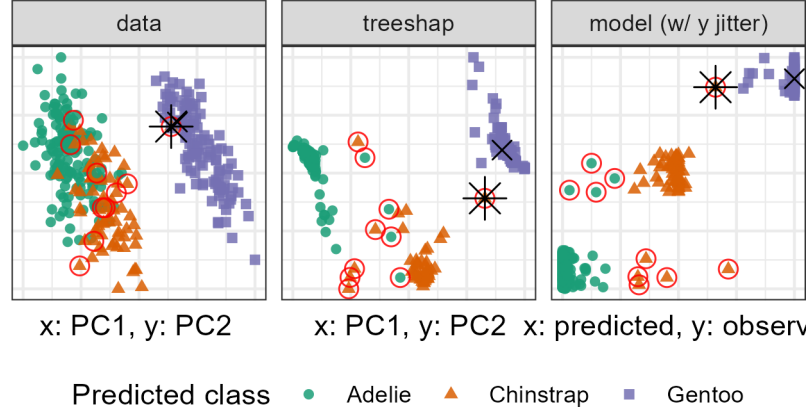 data treeshap model (w/ y jitter)
x: PC1, y: PC2 x: PC1, y: PC2 x: predicted, y: observ
Predicted class Adelie Chinstrap Gentoo